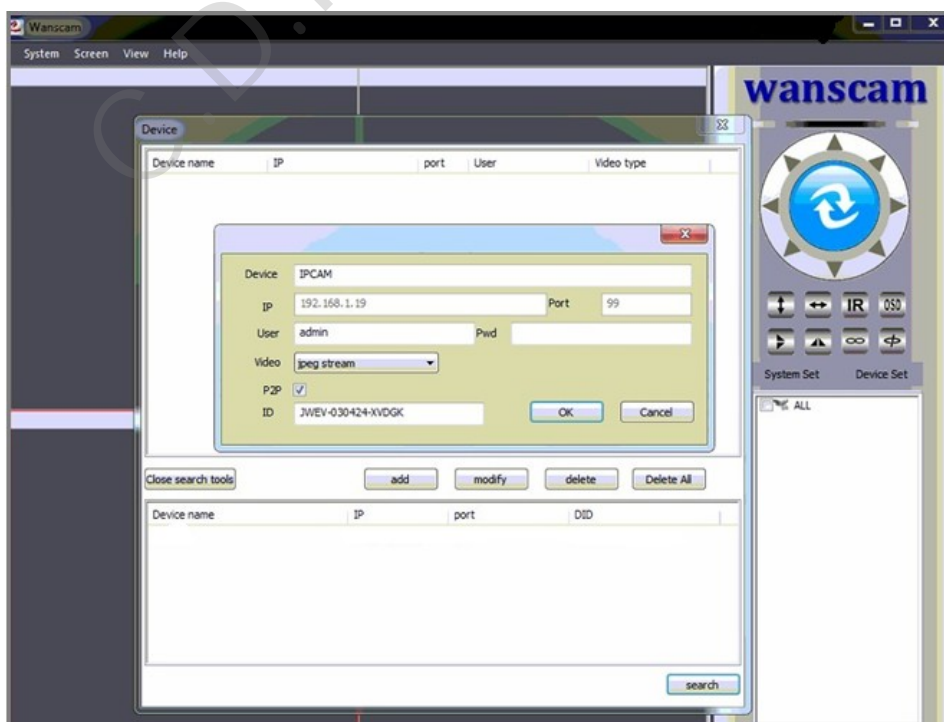 Wanscam
System Screen View Help
wanscam
Device
Device name IP port User Video type
Device IPCAM
IP 192.168.1.19 Port 99
User admin Pwd
Video jpeg stream
P2P
ID JWEV-030424-XVDGK OK Cancel
IR OSD
System Set Device Set
ALL
Close search tools add modify delete Delete All
Device name IP port DID
search
C.D.